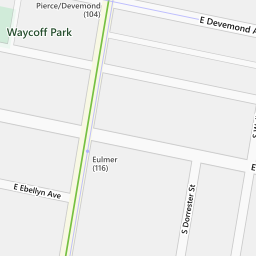 Pierce/Devemond
(104)
E Devemond A
Waycoff Park
Eulmer
(116)
E
E Ebellyn Ave
S Dorrester St